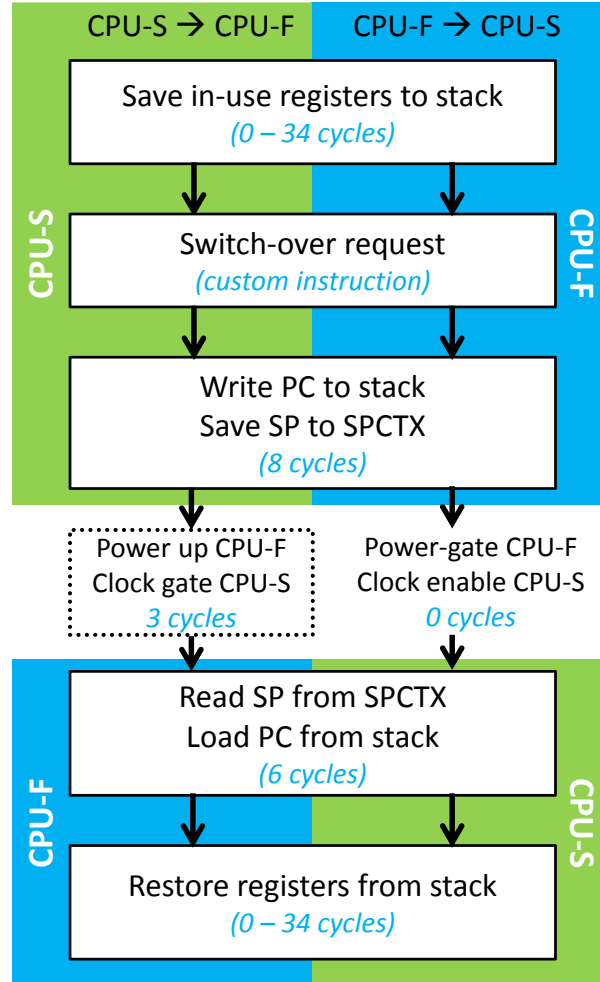 CPU-S → CPU-F
CPU-F → CPU-S
Save in-use registers to stack
(0 – 34 cycles)
CPU-S
CPU-F
Switch-over request
(custom instruction)
Write PC to stack
Save SP to SPCTX
(8 cycles)
Power up CPU-F
Clock gate CPU-S
3 cycles
Power-gate CPU-F
Clock enable CPU-S
0 cycles
Read SP from SPCTX
Load PC from stack
(6 cycles)
CPU-F
CPU-S
Restore registers from stack
(0 – 34 cycles)